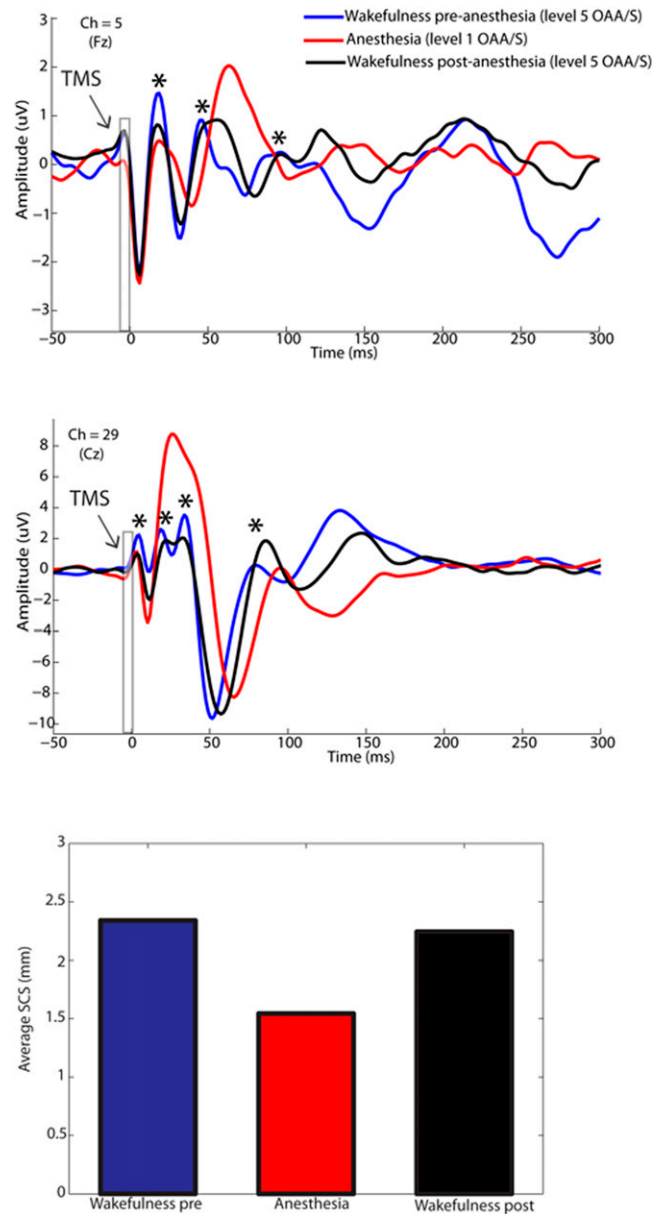 Ch = 5
(Fz)
Wakefulness pre-anesthesia (level 5 OAA/S)
Anesthesia (level 1 OAA/S)
Wakefulness post-anesthesia (level 5 OAA/S)
TMS
* * *
Amplitude (uV)
3
2
1
0
−1
−2
−3
−50 0 50 100 150 200 250 300
Time (ms)
Ch = 29
(Cz)
TMS
* * * *
Amplitude (uV)
8
6
4
2
0
−2
−4
−6
−8
−10
−50 0 50 100 150 200 250 300
Time (ms)
Average SCS (mm)
3
2.5
2
1.5
1
0.5
0
Wakefulness pre Anesthesia Wakefulness post